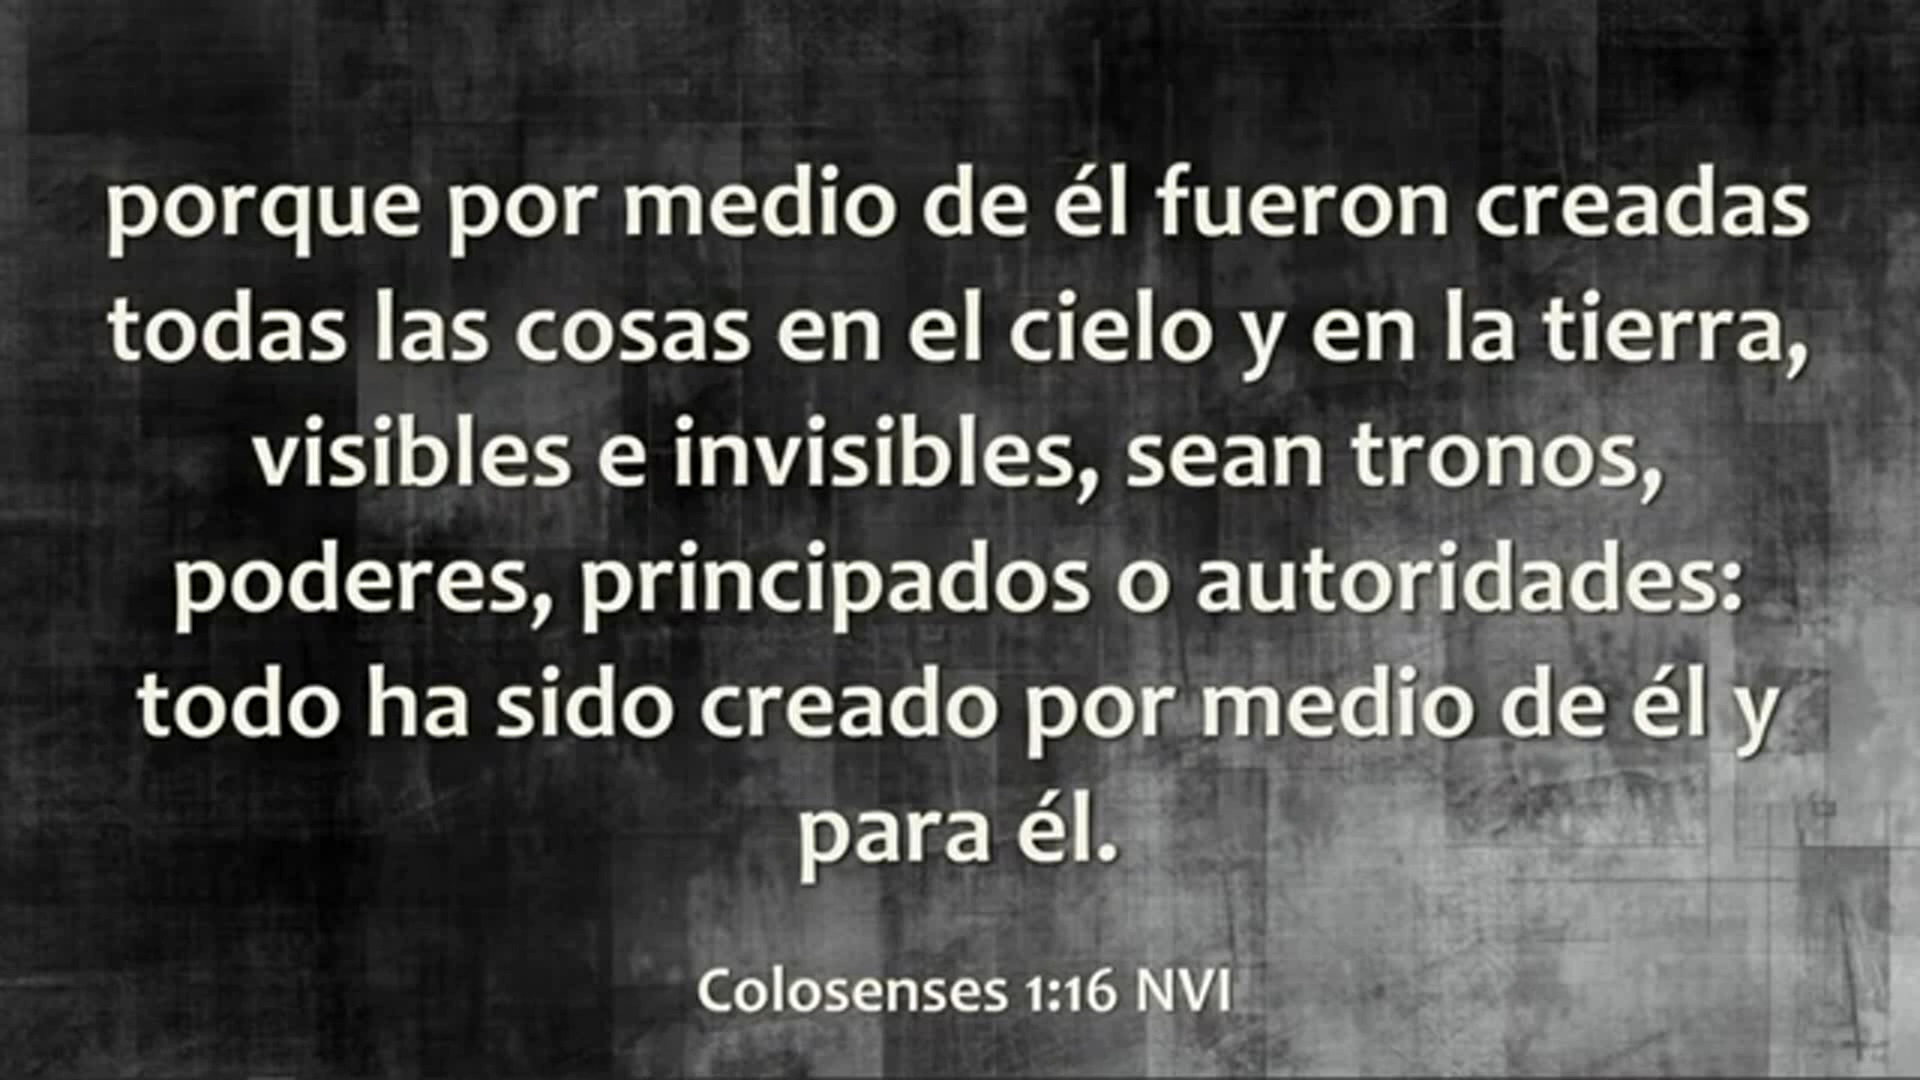 porque por medio de él fueron creadas
todas las cosas en el cielo y en la tierra,
visibles e invisibles, sean tronos,
poderes, principados o autoridades:
todo ha sido creado por medio de él y
para él.
Colosenses 1:16 NVI